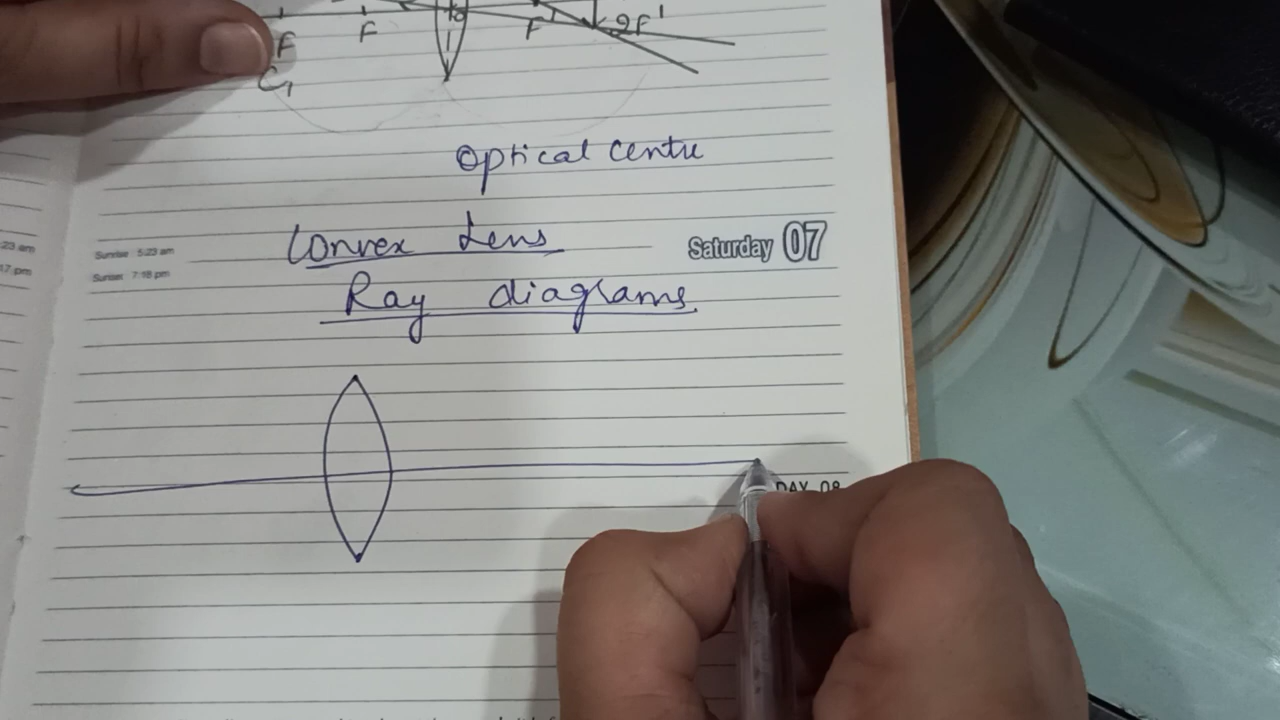 F F F' 2F'
C₁
Optical Centre
Convex Lens
Sunrise : 5:23 am
Saturday 07
Sunset : 7:18 pm
Ray diagrams
DAY 08